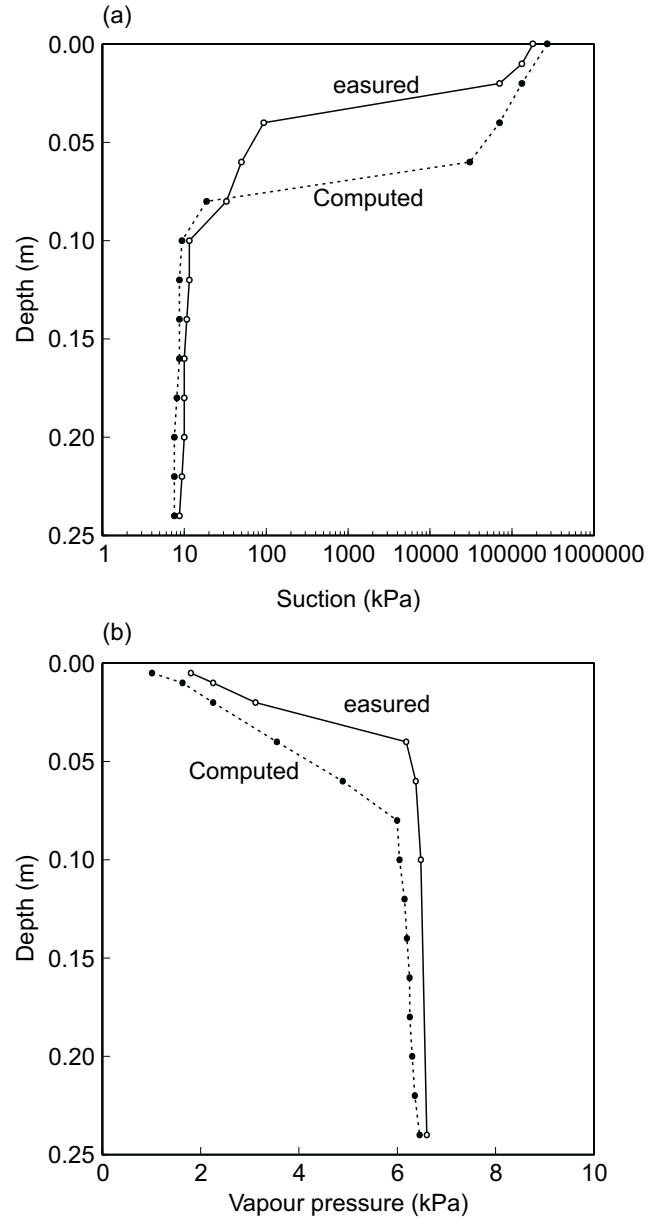 (a)
0.00
easured
0.05
Computed
0.10
Depth (m)
0.15
0.20
0.25
1 10 100 1000 10000 100000 1000000
Suction (kPa)
(b)
0.00
easured
Computed
0.05
0.10
Depth (m)
0.15
0.20
0.25
0 2 4 6 8 10
Vapour pressure (kPa)